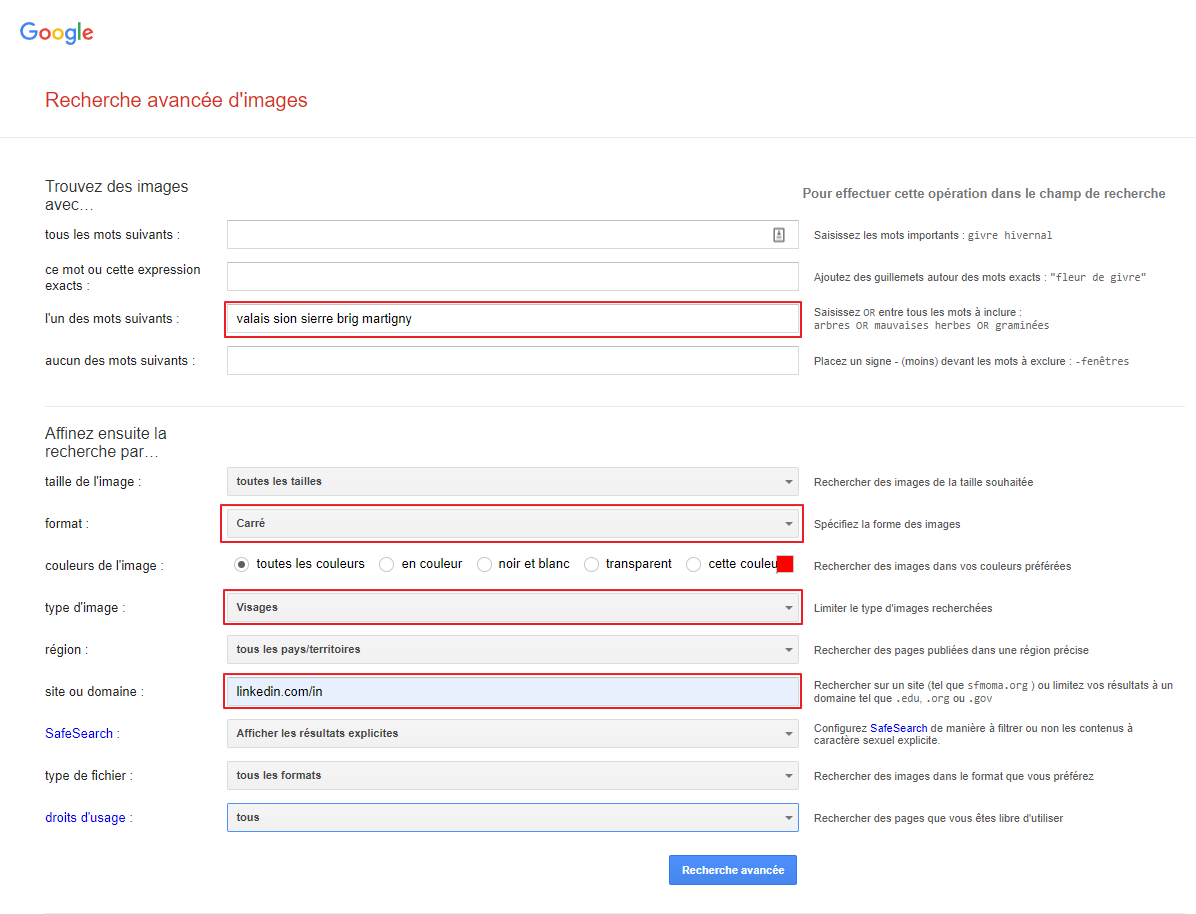 Google
Recherche avancée d'images
Trouvez des images
avec…
Pour effectuer cette opération dans le champ de recherche
tous les mots suivants :
Saisissez les mots importants : givre hivernal
ce mot ou cette expression
exacts :
Ajoutez des guillemets autour des mots exacts : "fleur de givre"
l'un des mots suivants :
valais sion sierre brig martigny
Saisissez OR entre tous les mots à inclure :
arbres OR mauvaises herbes OR graminées
aucun des mots suivants :
Placez un signe - (moins) devant les mots à exclure : -fenêtres
Affinez ensuite la
recherche par…
taille de l'image :
toutes les tailles
Rechercher des images de la taille souhaitée
format :
Carré
Spécifiez la forme des images
couleurs de l'image :
toutes les couleurs
en couleur
noir et blanc
transparent
cette couleu
Rechercher des images dans vos couleurs préférées
type d'image :
Visages
Limiter le type d'images recherchées
région :
tous les pays/territoires
Rechercher des pages publiées dans une région précise
site ou domaine :
linkedin.com/in
Rechercher sur un site (tel que sfmoma.org ) ou limitez vos résultats à un
domaine tel que .edu, .org ou .gov
SafeSearch :
Afficher les résultats explicites
Configurez SafeSearch de manière à filtrer ou non les contenus à
caractère sexuel explicite.
type de fichier :
tous les formats
Rechercher des images dans le format que vous préférez
droits d'usage :
tous
Rechercher des pages que vous êtes libre d'utiliser
Recherche avancée